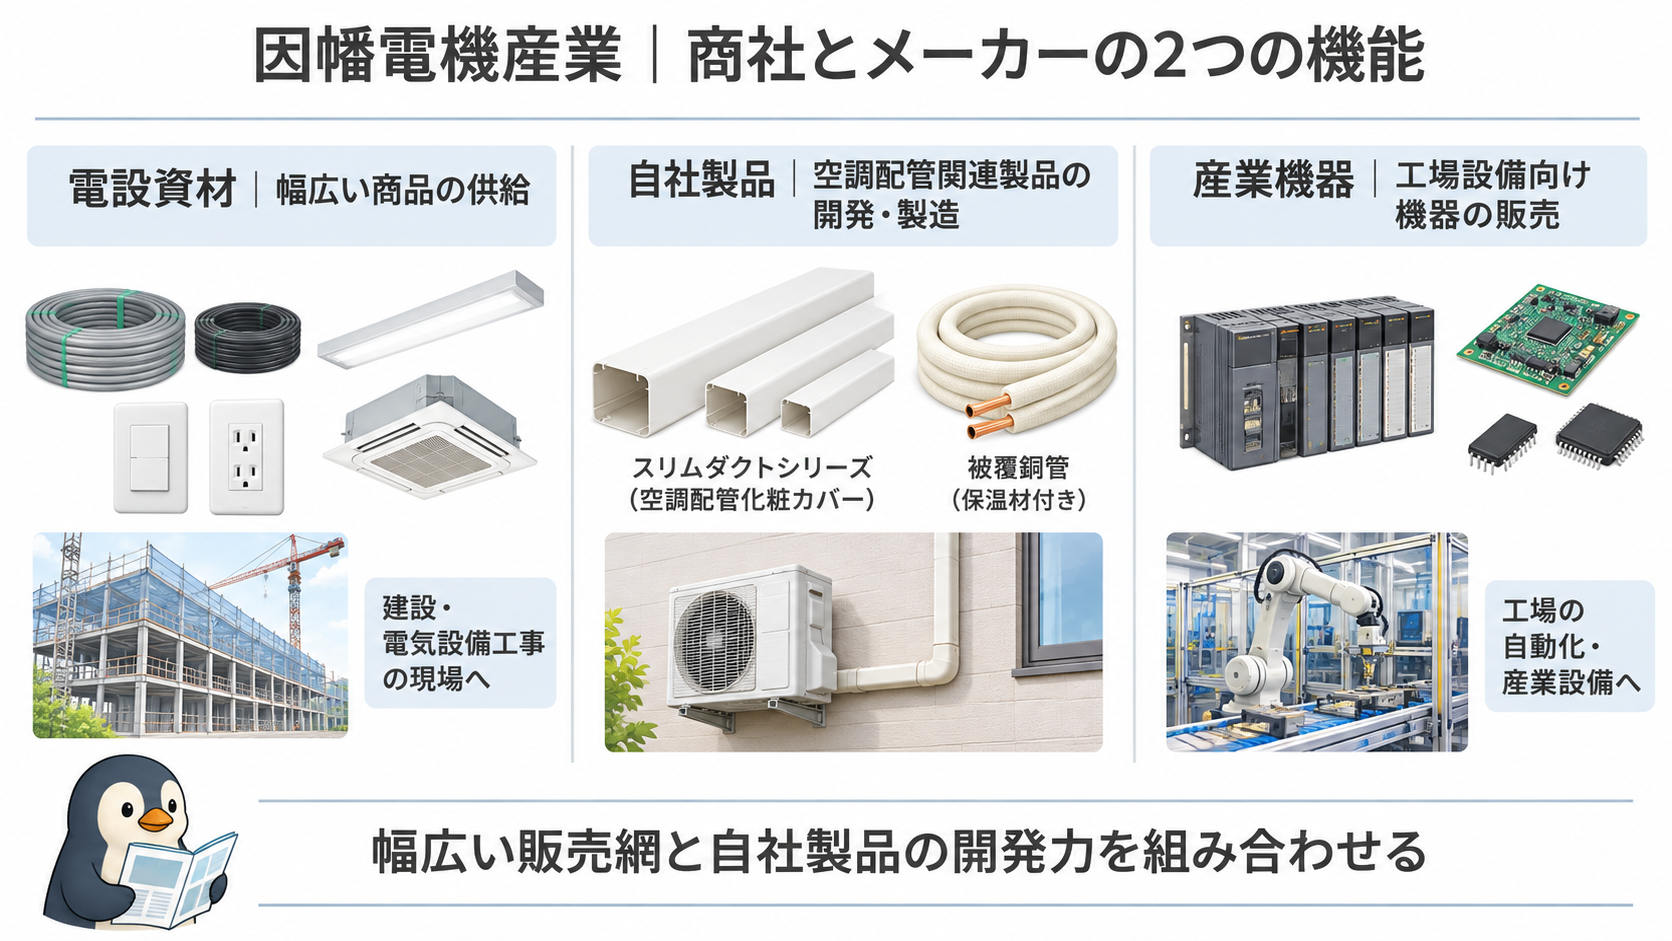 因幡電機産業｜商社とメーカーの2つの機能
電設資材｜幅広い商品の供給
自社製品｜空調配管関連製品の
開発・製造
産業機器｜工場設備向け
機器の販売
スリムダクトシリーズ
（空調配管化粧カバー）
被覆銅管
（保温材付き）
建設・
電気設備工事
の現場へ
工場の
自動化・
産業設備へ
幅広い販売網と自社製品の開発力を組み合わせる